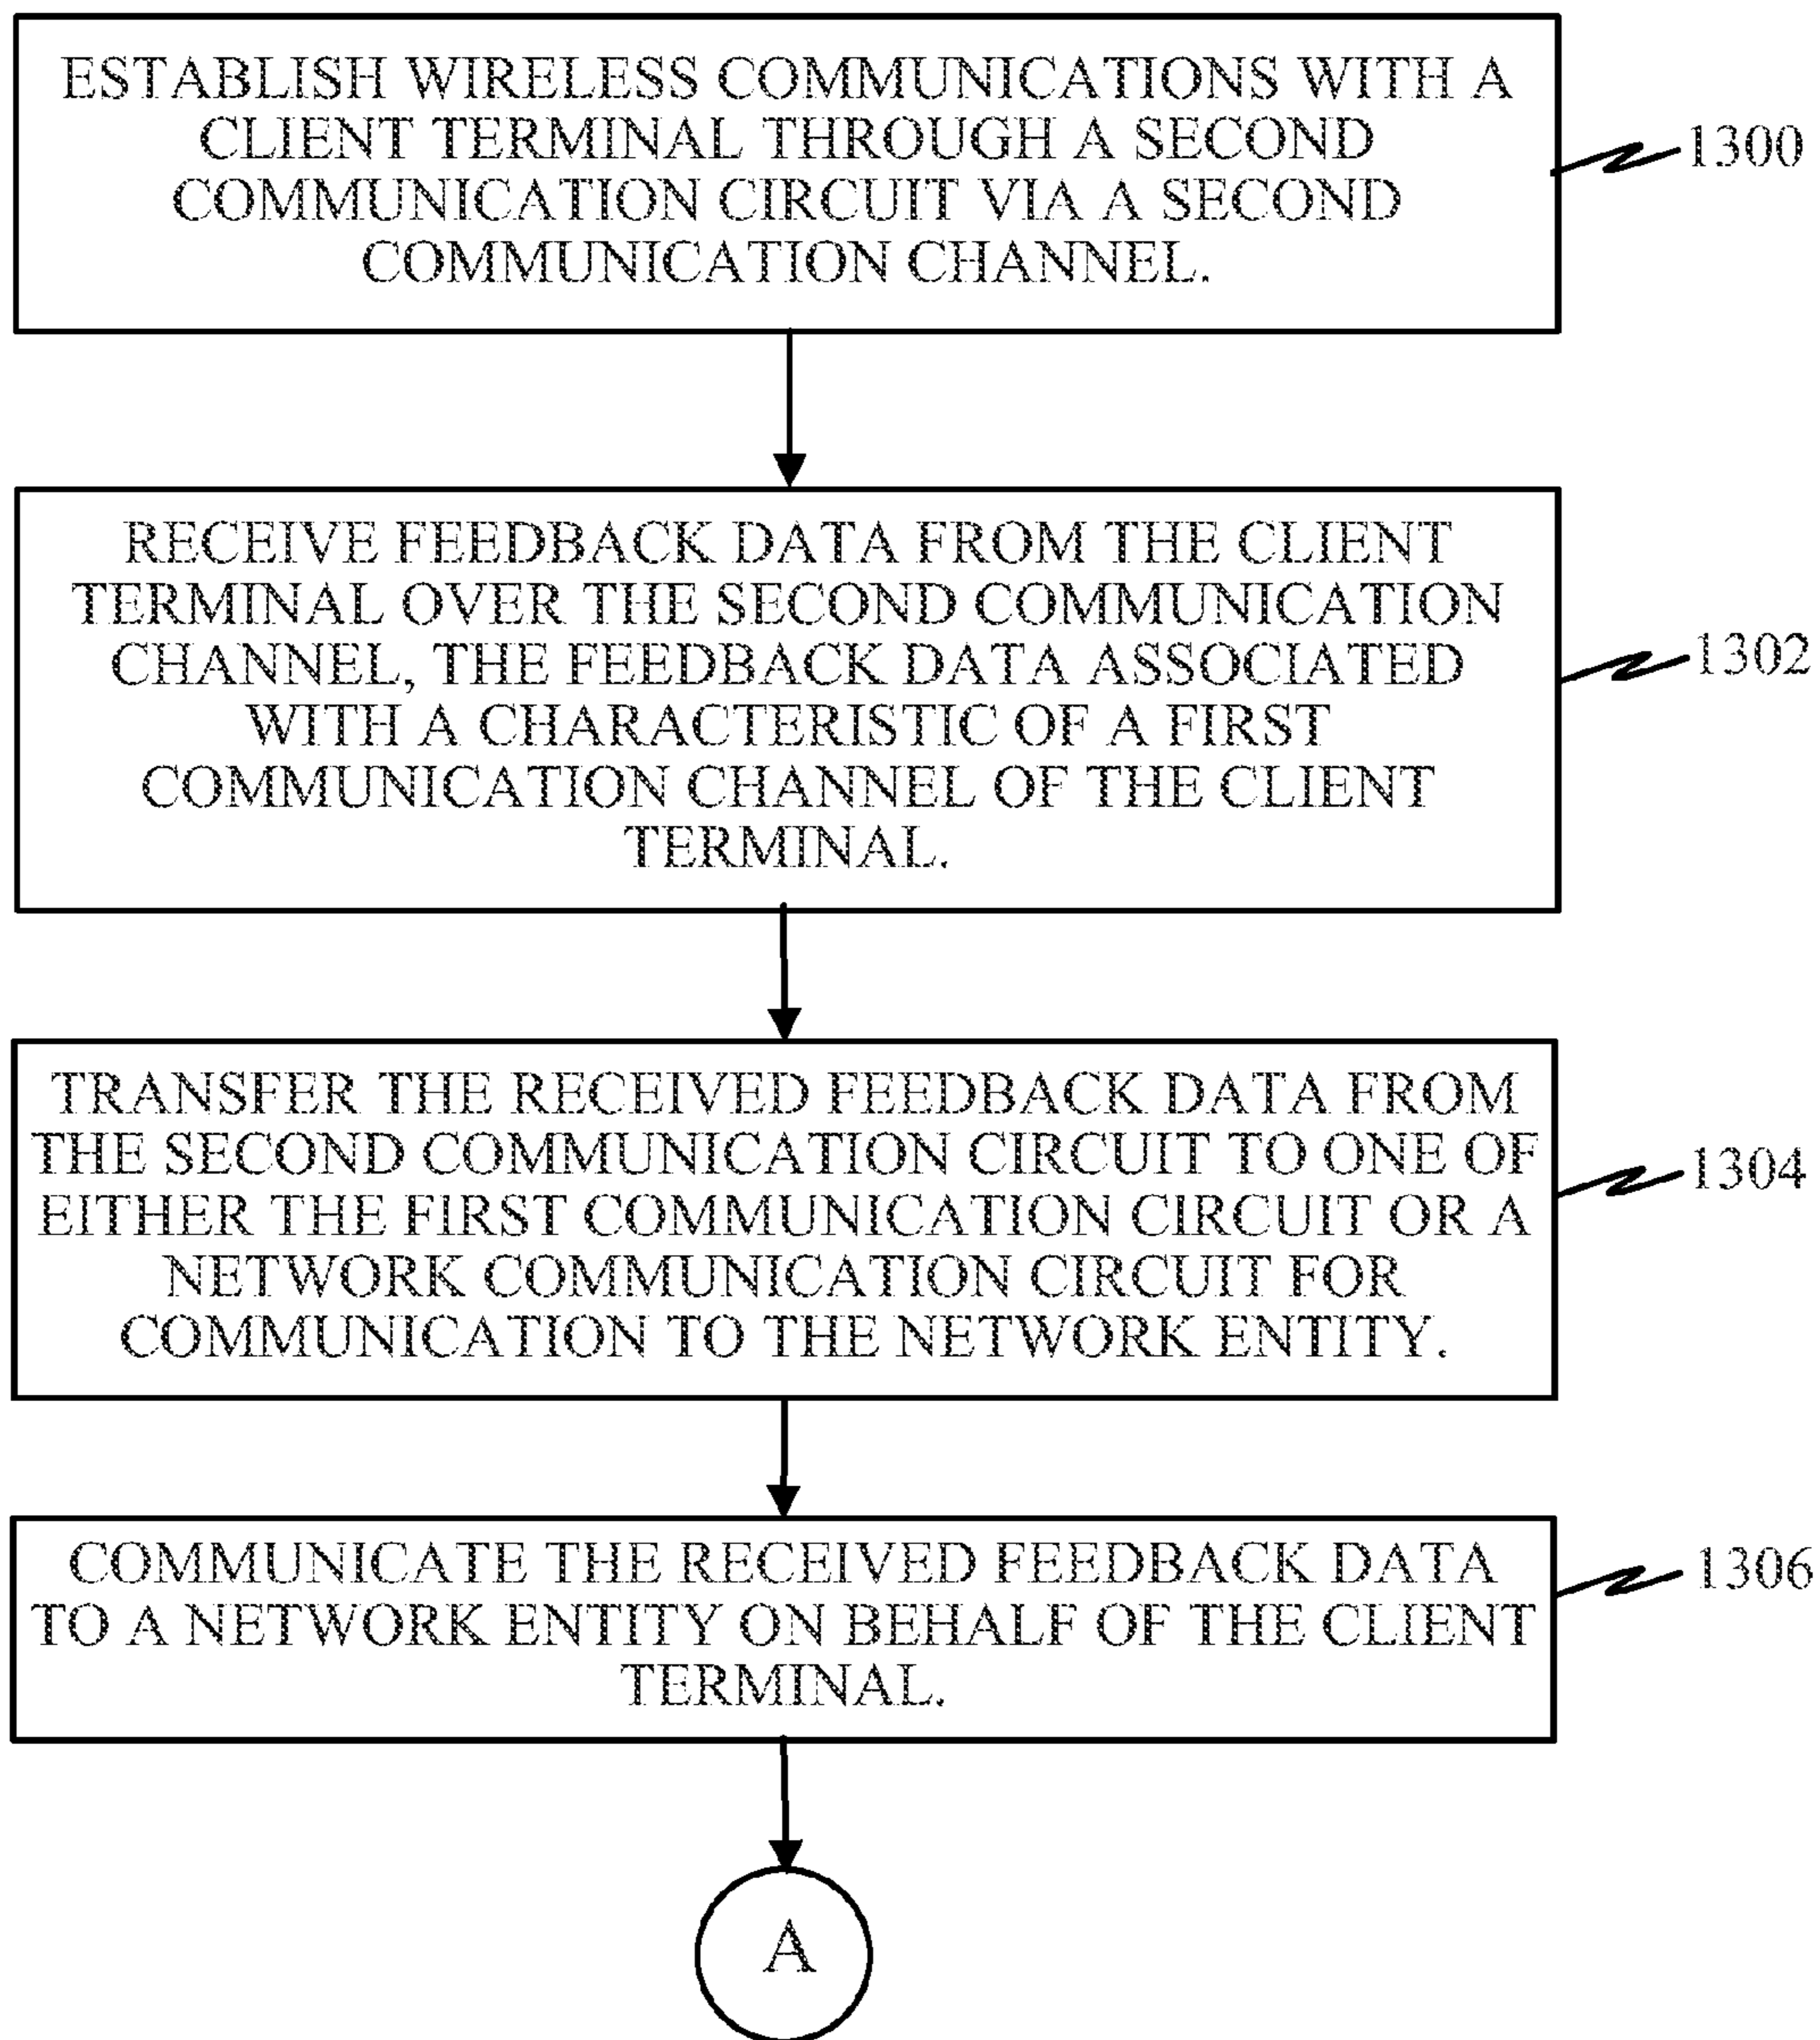 ESTABLISH WIRELESS COMMUNICATIONS WITH A
CLIENT TERMINAL THROUGH A SECOND
COMMUNICATION CIRCUIT VIA A SECOND
COMMUNICATION CHANNEL.
1300
RECEIVE FEEDBACK DATA FROM THE CLIENT
TERMINAL OVER THE SECOND COMMUNICATION
CHANNEL, THE FEEDBACK DATA ASSOCIATED
WITH A CHARACTERISTIC OF A FIRST
COMMUNICATION CHANNEL OF THE CLIENT
TERMINAL.
1302
TRANSFER THE RECEIVED FEEDBACK DATA FROM
THE SECOND COMMUNICATION CIRCUIT TO ONE OF
EITHER THE FIRST COMMUNICATION CIRCUIT OR A
NETWORK COMMUNICATION CIRCUIT FOR
COMMUNICATION TO THE NETWORK ENTITY.
1304
COMMUNICATE THE RECEIVED FEEDBACK DATA
TO A NETWORK ENTITY ON BEHALF OF THE CLIENT
TERMINAL.
1306
A